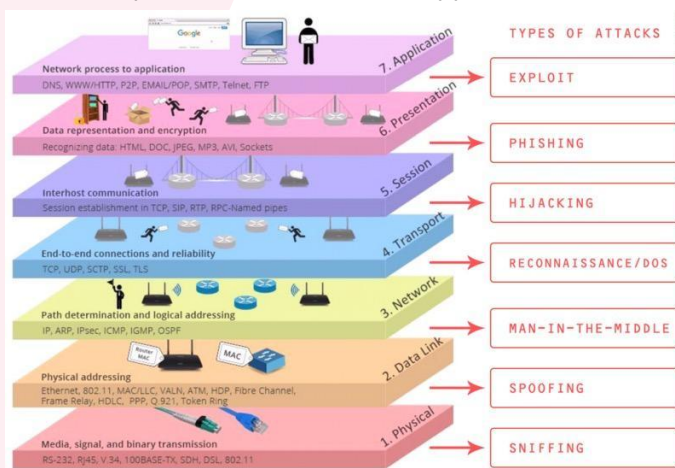 TYPES OF ATTACKS
Google
7. Application
Network process to application
DNS, WWW/HTTP, P2P, EMAIL/POP, SMTP, Telnet, FTP
EXPLOIT
6. Presentation
Data representation and encryption
Recognizing data: HTML, DOC, JPEG, MP3, AVI, Sockets
PHISHING
5. Session
Interhost communication
Session establishment in TCP, SIP, RTP, RPC-Named pipes
HIJACKING
4. Transport
End-to-end connections and reliability
TCP, UDP, SCTP, SSL, TLS
RECONNAISSANCE/DOS
3. Network
Path determination and logical addressing
IP, ARP, IPsec, ICMP, IGMP, OSPF
MAN-IN-THE-MIDDLE
Router
MAC
MAC
2. Data Link
Physical addressing
Ethernet, 802.11, MAC/LLC, VALN, ATM, HDP, Fibre Channel,
Frame Relay, HDLC, PPP, Q.921, Token Ring
SPOOFING
1. Physical
Media, signal, and binary transmission
RS-232, RJ45, V.34, 100BASE-TX, SDH, DSL, 802.11
SNIFFING